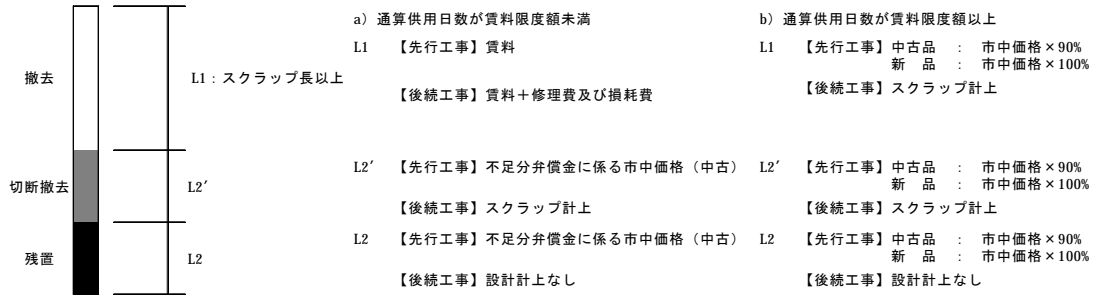 a）通算供用日数が賃料限度額未満
b）通算供用日数が賃料限度額以上
撤去
L1：スクラップ長以上
L1 【先行工事】賃料
【後続工事】賃料＋修理費及び損耗費
L1 【先行工事】中古品 ： 市中価格×90%
新 品 ： 市中価格×100%
【後続工事】スクラップ計上
切断撤去
L2′
L2′ 【先行工事】不足分弁償金に係る市中価格（中古）
【後続工事】スクラップ計上
L2′ 【先行工事】中古品 ： 市中価格×90%
新 品 ： 市中価格×100%
【後続工事】スクラップ計上
残置
L2
L2 【先行工事】不足分弁償金に係る市中価格（中古）
【後続工事】設計計上なし
L2 【先行工事】中古品 ： 市中価格×90%
新 品 ： 市中価格×100%
【後続工事】設計計上なし